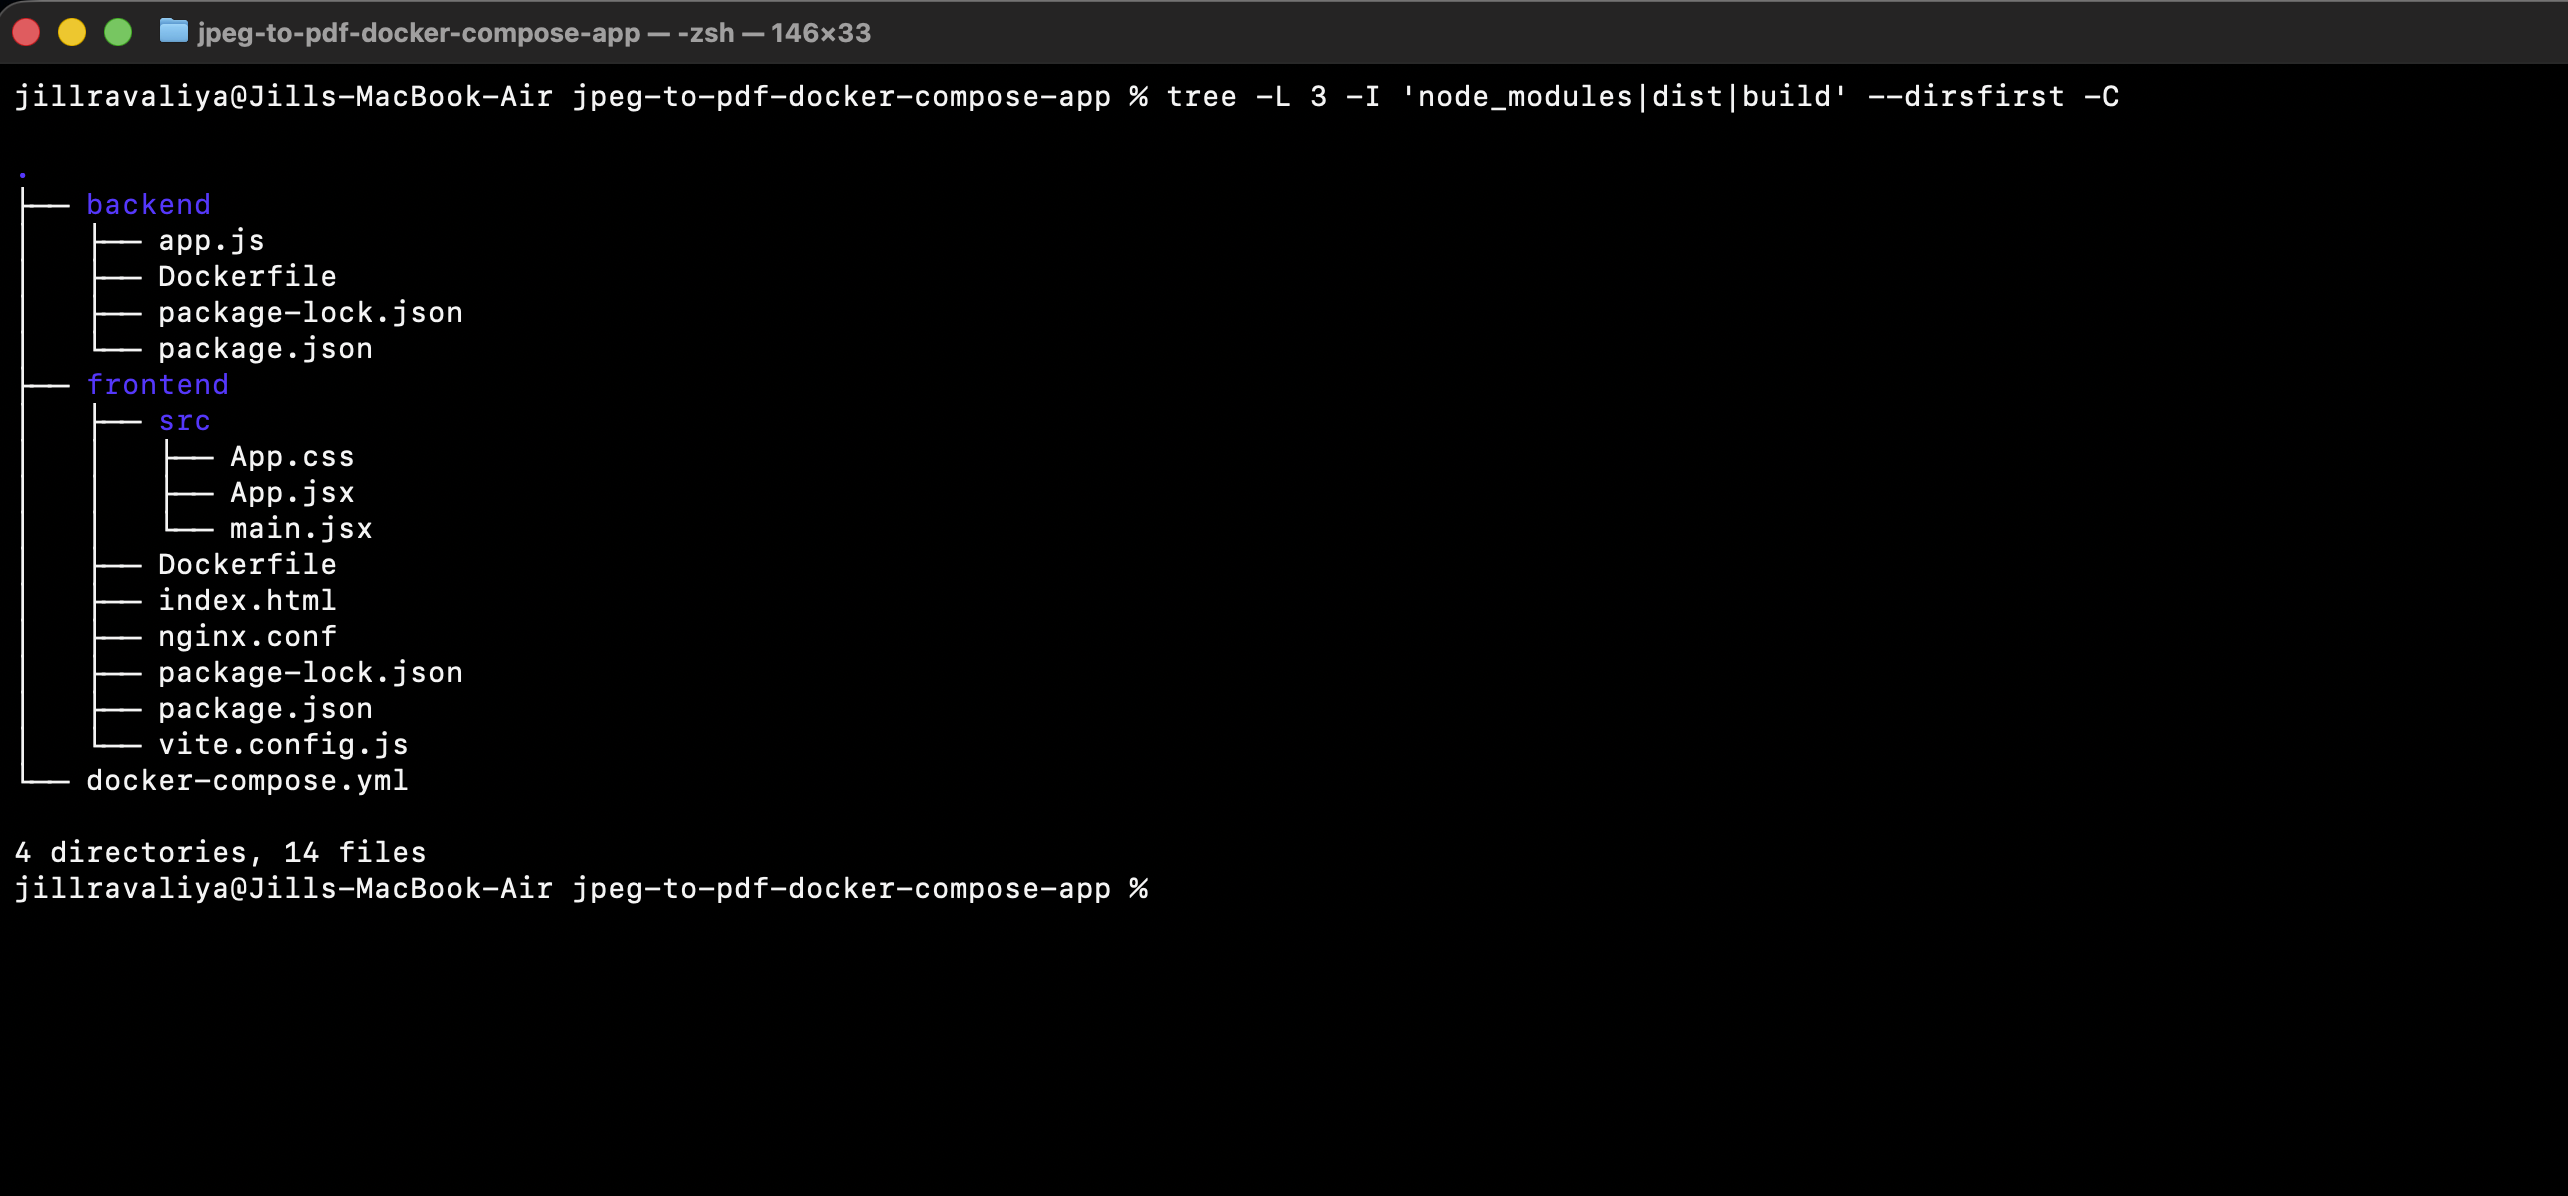 jpeg-to-pdf-docker-compose-app — -zsh — 146×33
jillravaliya@Jills-MacBook-Air jpeg-to-pdf-docker-compose-app % tree -L 3 -I 'node_modules|dist|build' --dirsfirst -C
.
├── backend
│   ├── app.js
│   ├── Dockerfile
│   ├── package-lock.json
│   └── package.json
├── frontend
│   ├── src
│   │   ├── App.css
│   │   ├── App.jsx
│   │   └── main.jsx
│   ├── Dockerfile
│   ├── index.html
│   ├── nginx.conf
│   ├── package-lock.json
│   ├── package.json
│   └── vite.config.js
└── docker-compose.yml
4 directories, 14 files
jillravaliya@Jills-MacBook-Air jpeg-to-pdf-docker-compose-app %